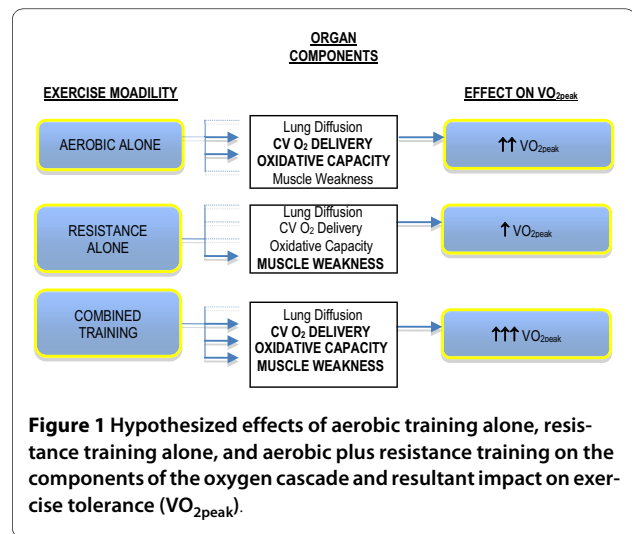 ORGAN
COMPONENTS
EXERCISE MOADILITY
EFFECT ON VO2peak
AEROBIC ALONE
Lung Diffusion
CV O2 DELIVERY
OXIDATIVE CAPACITY
Muscle Weakness
↑↑ VO2peak
RESISTANCE
ALONE
Lung Diffusion
CV O2 Delivery
Oxidative Capacity
MUSCLE WEAKNESS
↑ VO2peak
COMBINED
TRAINING
Lung Diffusion
CV O2 DELIVERY
OXIDATIVE CAPACITY
MUSCLE WEAKNESS
↑↑↑ VO2peak
Figure 1 Hypothesized effects of aerobic training alone, resis-
tance training alone, and aerobic plus resistance training on the
components of the oxygen cascade and resultant impact on exer-
cise tolerance (VO2peak).